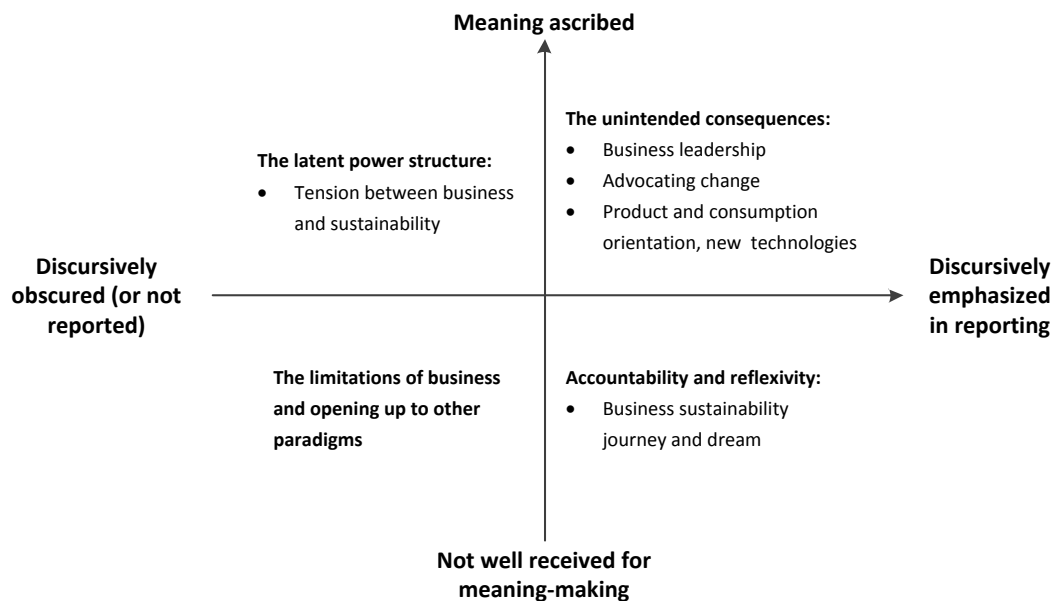 Meaning ascribed
The unintended consequences:
• Business leadership
• Advocating change
• Product and consumption
orientation, new technologies
The latent power structure:
• Tension between business
and sustainability
Discursively
obscured (or not
reported)
Discursively
emphasized
in reporting
The limitations of business
and opening up to other
paradigms
Accountability and reflexivity:
• Business sustainability
journey and dream
Not well received for
meaning-making